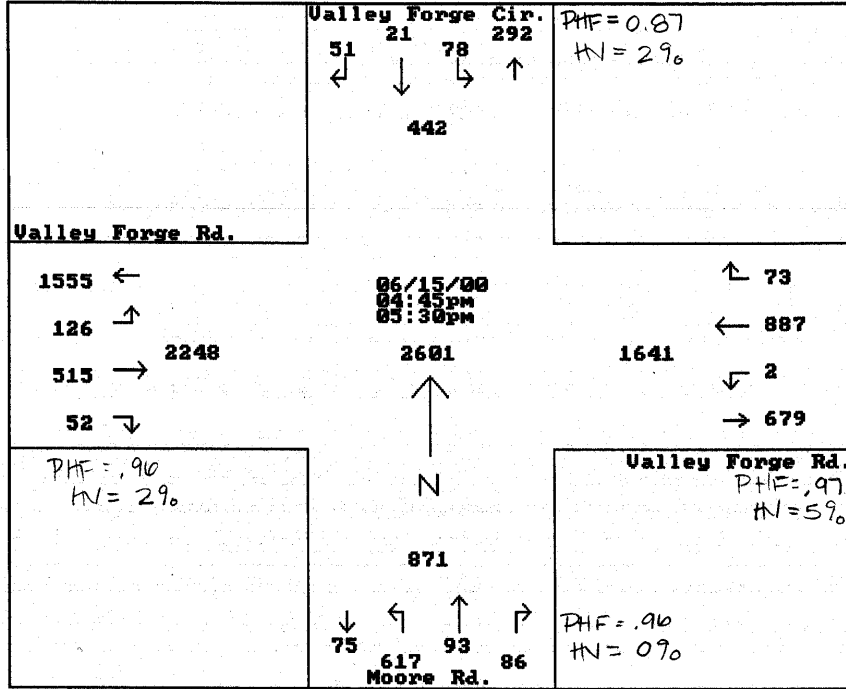 Valley Forge Cir.
51 21 78 292
442
PHF = 0.87
HV = 2%
Valley Forge Rd.
1555
126
515
52
2248
06/15/00
04:45pm
05:30pm
2601
N
1641
73
887
2
679
PHF = .96
HV = 2%
Valley Forge Rd.
PHF = .97
HV = 5%
871
75 617 93 86
Moore Rd.
PHF = .96
HV = 0%